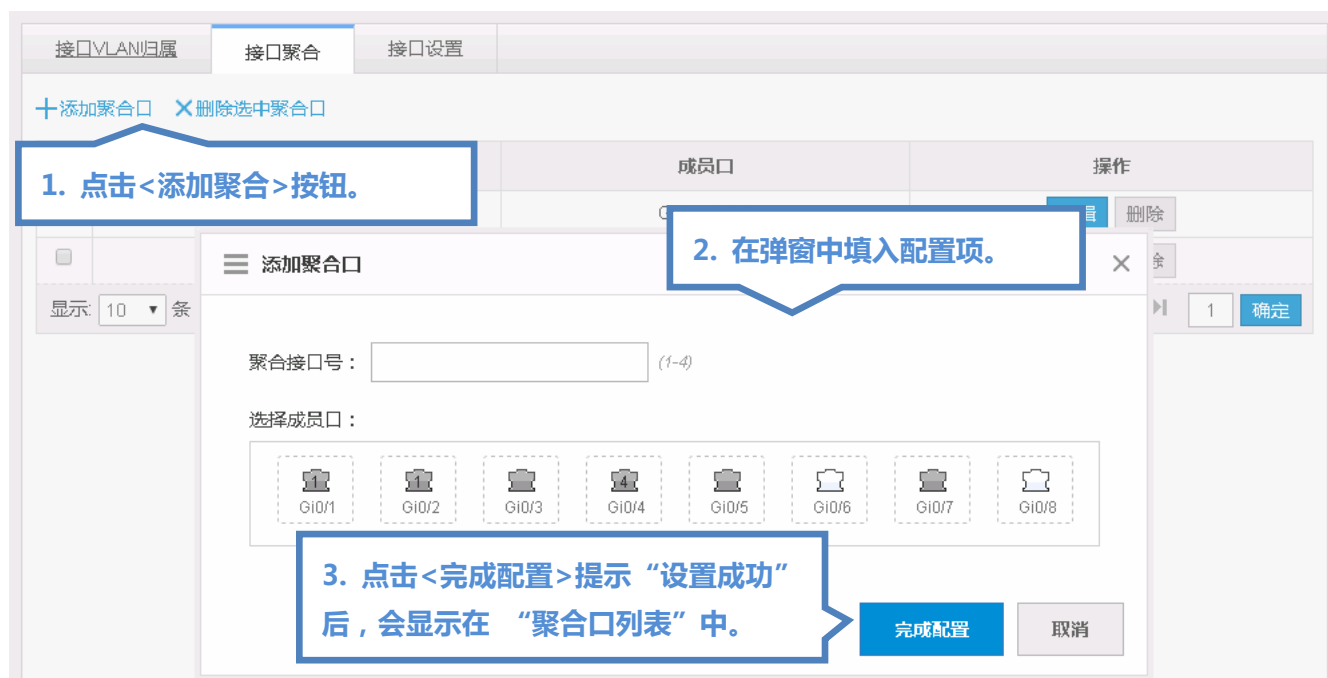 接口VLAN归属 接口聚合 接口设置
添加聚合口 删除选中聚合口
1. 点击<添加聚合>按钮。
成员口 操作
删除
2. 在弹窗中填入配置项。
添加聚合口
显示: 10 条
1 确定
聚合接口号： (1-4)
选择成员口：
1 1 4
Gi0/1 Gi0/2 Gi0/3 Gi0/4 Gi0/5 Gi0/6 Gi0/7 Gi0/8
3. 点击<完成配置>提示“设置成功”
后，会显示在 “聚合口列表”中。
完成配置 取消